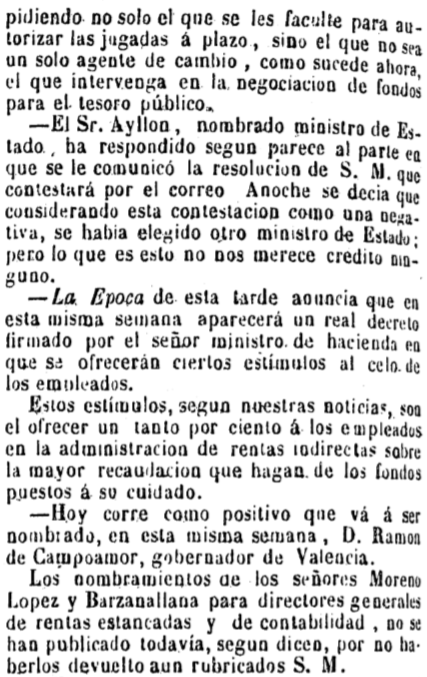 pidiendo no solo el que se les faculte para au-
torizar las jugadas á plazo, sino el que no sea
un solo agente de cambio, como sucede ahora,
el que intervenga en la negociacion de fondos
para el tesoro público.
—El Sr. Ayllon, nombrado ministro de Es-
tado, ha respondido segun parece al parte en
que se le comunicó la resolucion de S. M. que
contestará por el correo Anoche se decia que
considerando esta contestacion como una nega-
tiva, se habia elegido otro ministro de Estado;
pero lo que es esto no nos merece credito nin-
guno.
—La Epoca de esta tarde anuncia que en
esta misma semana aparecerá un real decreto
firmado por el señor ministro de hacienda en
que se ofrecerán ciertos estímulos al celo de
los empleados.
Estos estímulos, segun nuestras noticias, son
el ofrecer un tanto por ciento á los empleados
en la administracion de rentas indirectas sobre
la mayor recaudacion que hagan de los fondos
puestos á su cuidado.
—Hoy corre como positivo que vá á ser
nombrado, en esta misma semana, D. Ramon
de Campoamor, gobernador de Valencia.
Los nombramientos de los señores Moreno
Lopez y Barzanallana para directores generales
de rentas estancadas y de contabilidad, no se
han publicado todavía, segun dicen, por no ha-
berlos devuelto aun rubricados S. M.